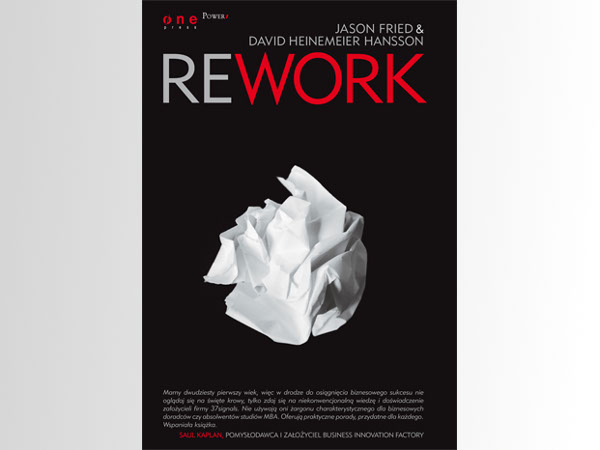 one POWER
press
JASON FRIED &
DAVID HEINEMEIER HANSSON
REWORK
Mamy dwudziesty pierwszy wiek, więc w drodze do osiągnięcia biznesowego sukcesu nie
oglądaj się na święte krowy, tylko zdaj się na niekonwencjonalną wiedzę i doświadczenie
założycieli firmy 37signals. Nie używają oni żargonu charakterystycznego dla biznesowych
doradców czy absolwentów studiów MBA. Oferują praktyczne porady, przydatne dla każdego.
Wspaniała książka.
SAUL KAPLAN, POMYSŁODAWCA I ZAŁOŻYCIEL BUSINESS INNOVATION FACTORY